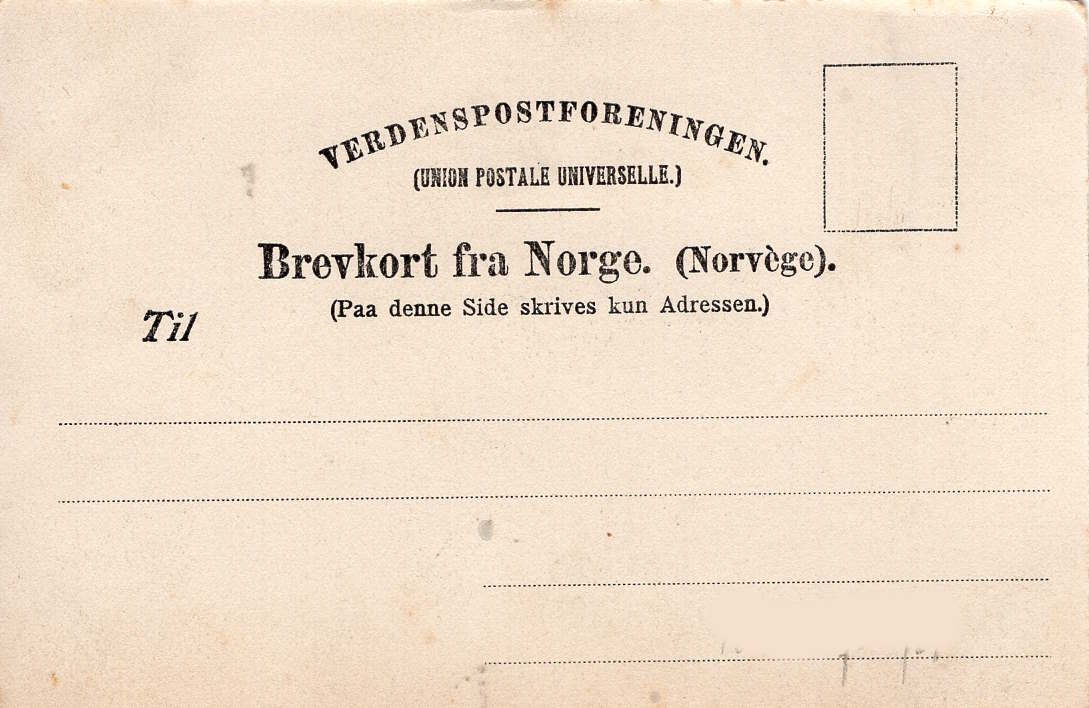 VERDENSPOSTFORENINGEN.
(UNION POSTALE UNIVERSELLE.)
Brevkort fra Norge. (Norvège).
(Paa denne Side skrives kun Adressen.)
Til